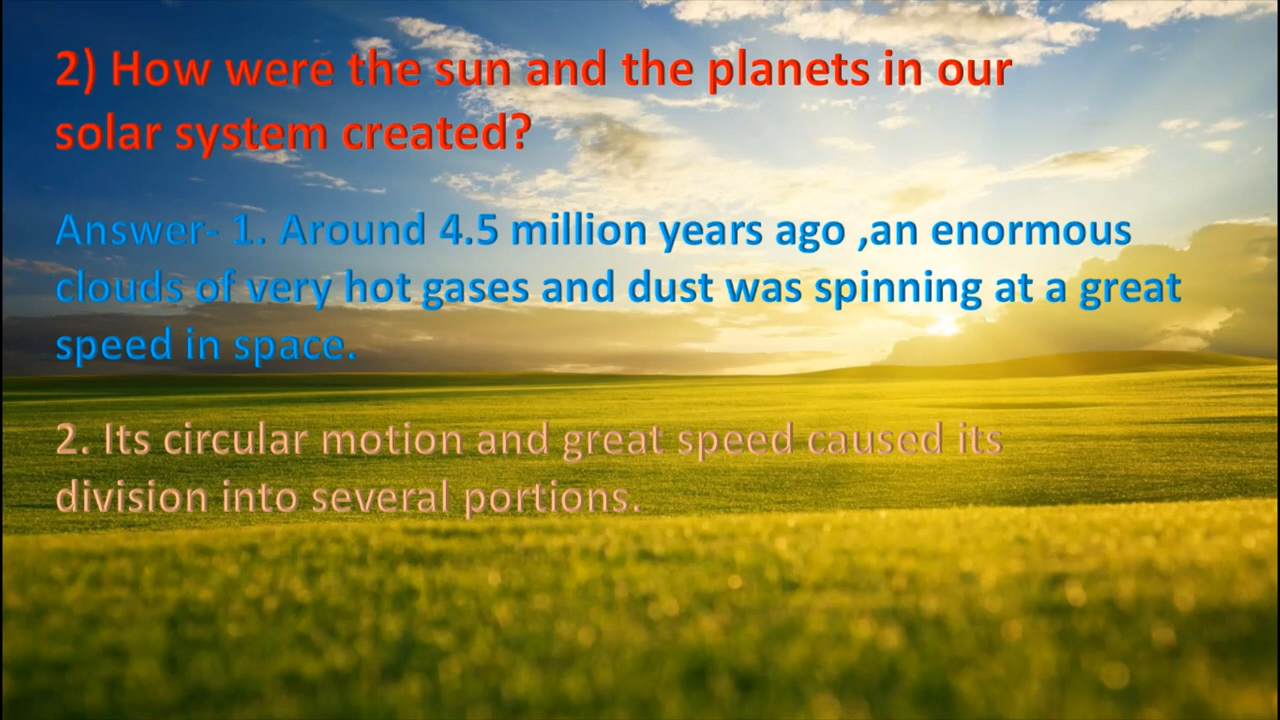 2) How were the sun and the planets in our
solar system created?
Answer- 1. Around 4.5 million years ago ,an enormous
clouds of very hot gases and dust was spinning at a great
speed in space.
2. Its circular motion and great speed caused its
division into several portions.